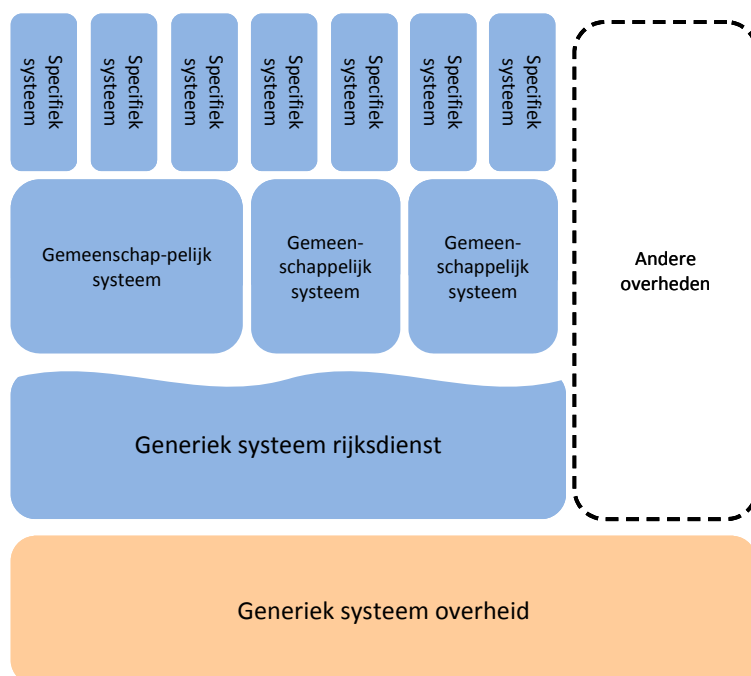 Specifiek
systeem
Specifiek
systeem
Specifiek
systeem
Specifiek
systeem
Specifiek
systeem
Specifiek
systeem
Specifiek
systeem
Gemeenschap-pelijk
systeem
Gemeen-
schappelijk
systeem
Gemeen-
schappelijk
systeem
Andere
overheden
Generiek systeem rijksdienst
Generiek systeem overheid